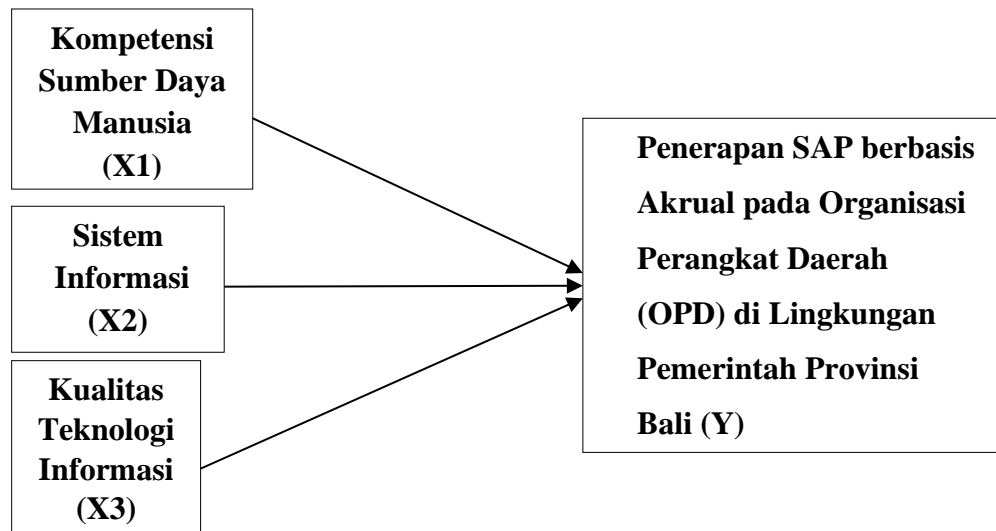 Kompetensi
Sumber Daya
Manusia
(X1)
Sistem
Informasi
(X2)
Kualitas
Teknologi
Informasi
(X3)
Penerapan SAP berbasis
Akrual pada Organisasi
Perangkat Daerah
(OPD) di Lingkungan
Pemerintah Provinsi
Bali (Y)